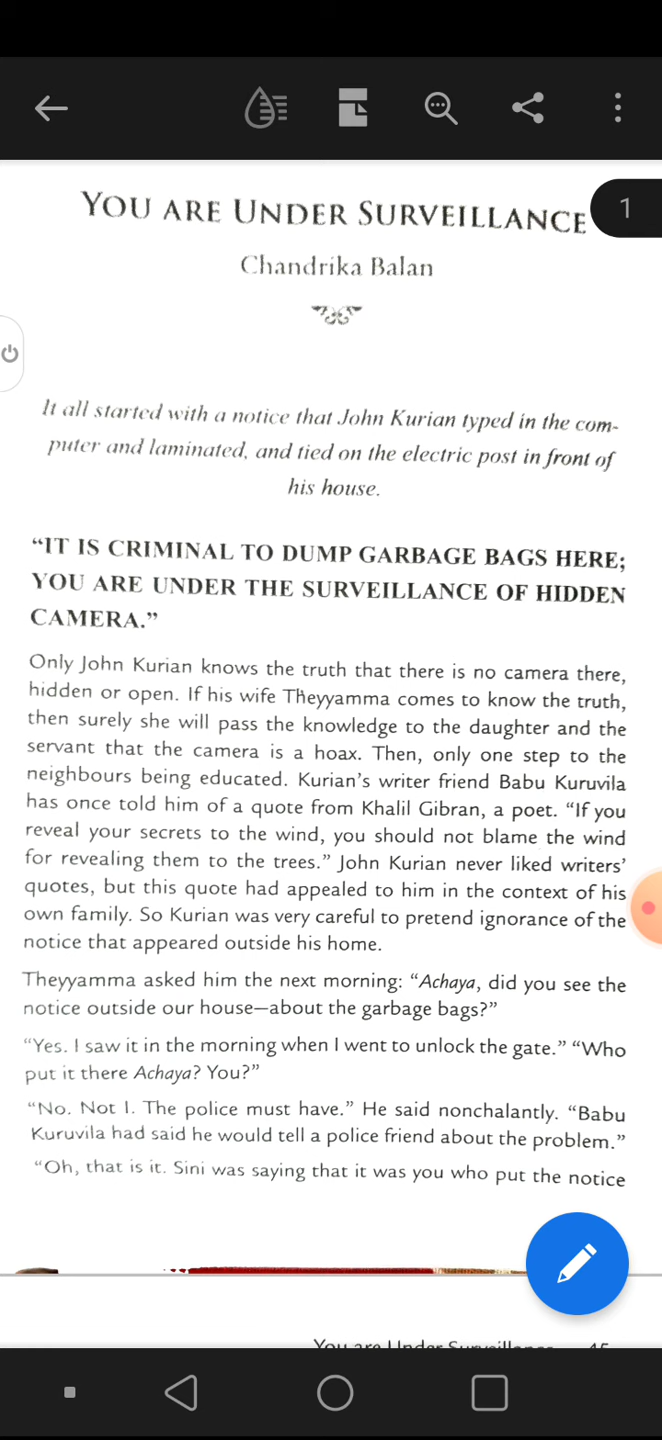 1
YOU ARE UNDER SURVEILLANCE
Chandrika Balan
It all started with a notice that John Kurian typed in the com-
puter and laminated, and tied on the electric post in front of
his house.
“IT IS CRIMINAL TO DUMP GARBAGE BAGS HERE;
YOU ARE UNDER THE SURVEILLANCE OF HIDDEN
CAMERA.”
Only John Kurian knows the truth that there is no camera there,
hidden or open. If his wife Theyyamma comes to know the truth,
then surely she will pass the knowledge to the daughter and the
servant that the camera is a hoax. Then, only one step to the
neighbours being educated. Kurian’s writer friend Babu Kuruvila
has once told him of a quote from Khalil Gibran, a poet. “If you
reveal your secrets to the wind, you should not blame the wind
for revealing them to the trees.” John Kurian never liked writers’
quotes, but this quote had appealed to him in the context of his
own family. So Kurian was very careful to pretend ignorance of the
notice that appeared outside his home.
Theyyamma asked him the next morning: “Achaya, did you see the
notice outside our house—about the garbage bags?”
“Yes. I saw it in the morning when I went to unlock the gate.” “Who
put it there Achaya? You?”
“No. Not I. The police must have.” He said nonchalantly. “Babu
Kuruvila had said he would tell a police friend about the problem.”
“Oh, that is it. Sini was saying that it was you who put the notice
You are Under Surveillance 45